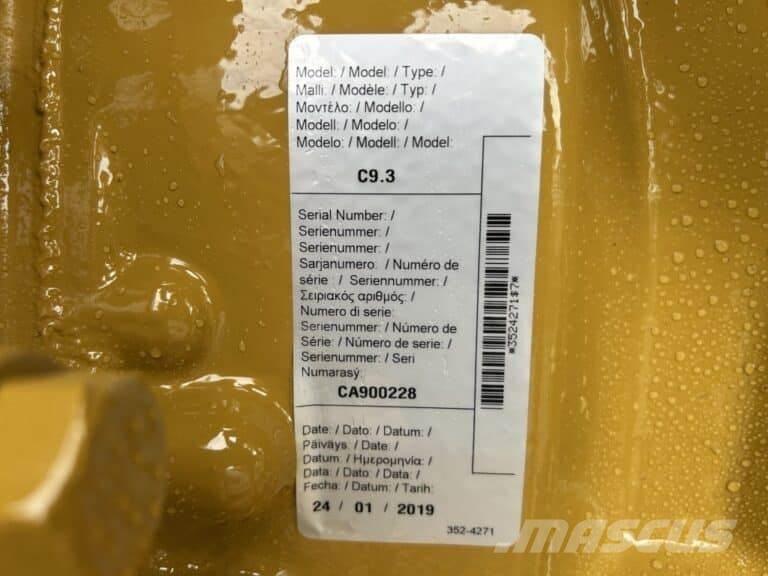 Model: / Model: / Type: /
Malli: / Modèle: / Typ: /
Μοντέλο: / Modello: /
Modell: / Modelo: /
Modelo: / Modell: / Model:
C9.3
Serial Number: /
Serienummer: /
Serienummer: /
Sarjanumero: / Numéro de
série : / Seriennummer: /
Σειριακός αριθμός: /
Numero di serie:
Serienummer: / Número de
Série: / Número de serie: /
Serienummer: / Seri
Numarasý:
CA900228
Date: / Dato: / Datum: /
Päiväys: / Date: /
Datum: / Ημερομηνία: /
Data: / Dato: / Data: /
Fecha: / Datum: / Tarih:
24 / 01 / 2019
352-4271
*3524271$7*
MASCUS